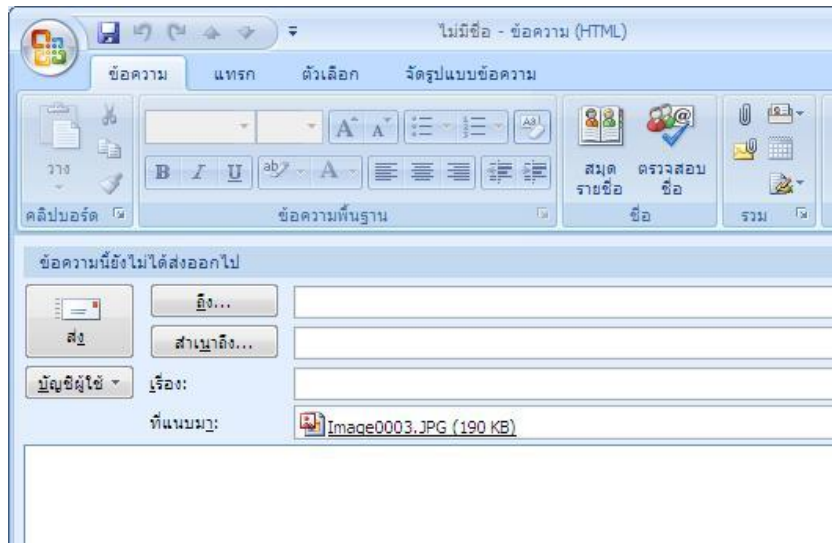 ไม่มีชื่อ - ข้อความ (HTML)
ข้อความ แทรก ตัวเลือก จัดรูปแบบข้อความ
วาง
B I U ab A
A A Aa
สมุดรายชื่อ
ตรวจสอบชื่อ
คลิปบอร์ด ข้อความพื้นฐาน ชื่อ รวม
ข้อความนี้ยังไม่ได้ส่งออกไป
ถึง...
ส่ง
สำเนาถึง...
บัญชีผู้ใช้ เรื่อง:
ที่แนบมา: Image0003.JPG (190 KB)